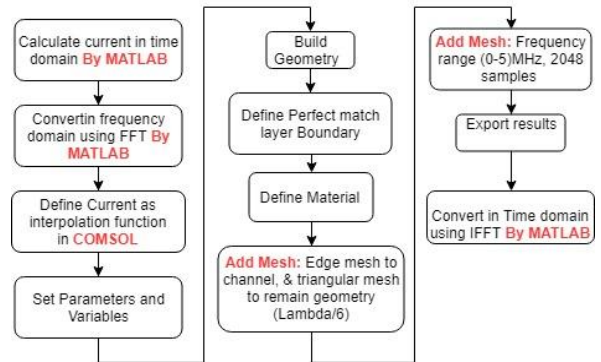 Calculate current in time
domain By MATLAB
Convertin frequency
domain using FFT By
MATLAB
Define Current as
interpolation function
in COMSOL
Set Parameters and
Variables
Build
Geometry
Define Perfect match
layer Boundary
Define Material
Add Mesh: Edge mesh to
channel, & triangular mesh
to remain geometry
(Lambda/6)
Add Mesh: Frequency
range (0-5)MHz, 2048
samples
Export results
Convert in Time domain
using IFFT By MATLAB